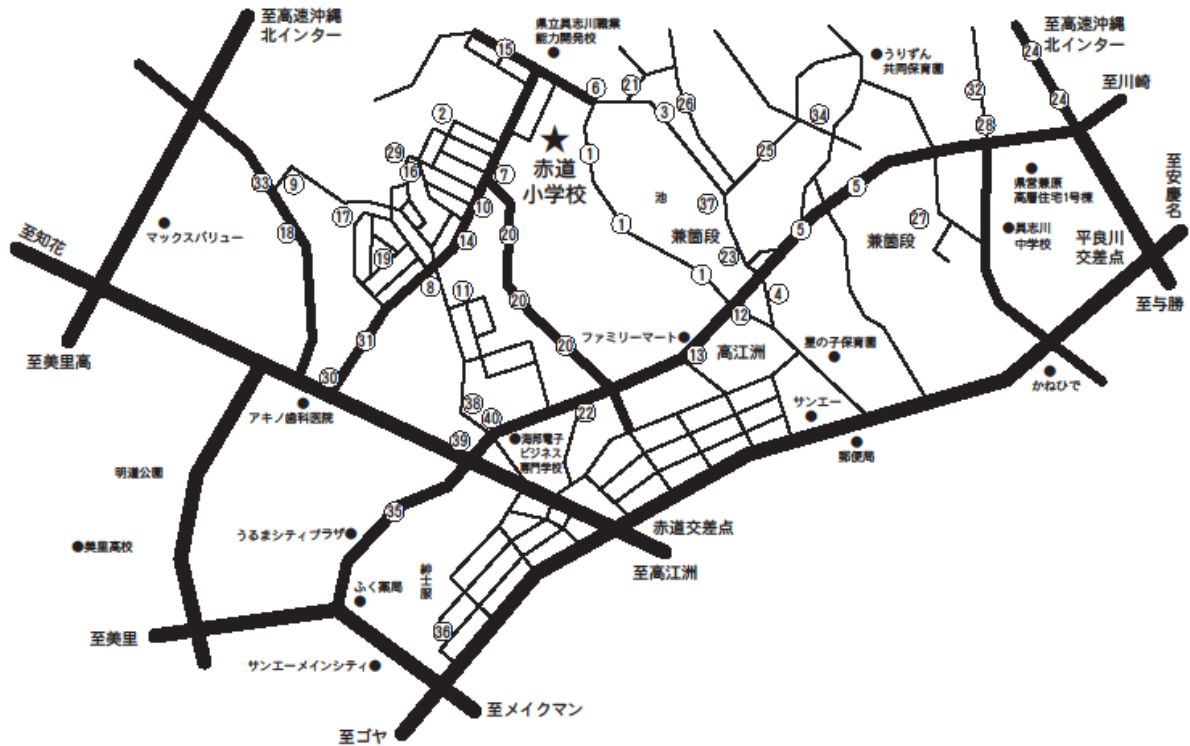 至高速沖縄
北インター
県立具志川職業
能力開発校
至高速沖縄
北インター
うりずん
共同保育園
至川崎
至安慶名
⑮
⑥
㉑
㉖
③
㉞
㉜
㉔
㉔
㉘
②
★
赤道
小学校
①
㉕
㉙
⑯
⑦
⑤
県営兼原
高層住宅1号棟
㉝
⑨
⑩
池
㊲
⑰
マックスバリュー
⑱
⑳
①
⑤
兼箇段
兼箇段
㉗
具志川
中学校
平良川
交差点
至知花
⑭
⑲
㉓
①
④
至与勝
⑧
⑪
⑳
⑫
㉛
⑳
ファミリーマート
⑬
高江洲
星の子保育園
至美里高
㉚
かねひで
アキノ歯科医院
㊳
㊵
㉒
サンエー
㊴
海邦電子
ビジネス
専門学校
郵便局
明道公園
㉟
赤道交差点
うるまシティプラザ
美里高校
至高江洲
紳士服
ふく薬局
至美里
㊱
サンエーメインシティ
至メイクマン
至ゴヤ